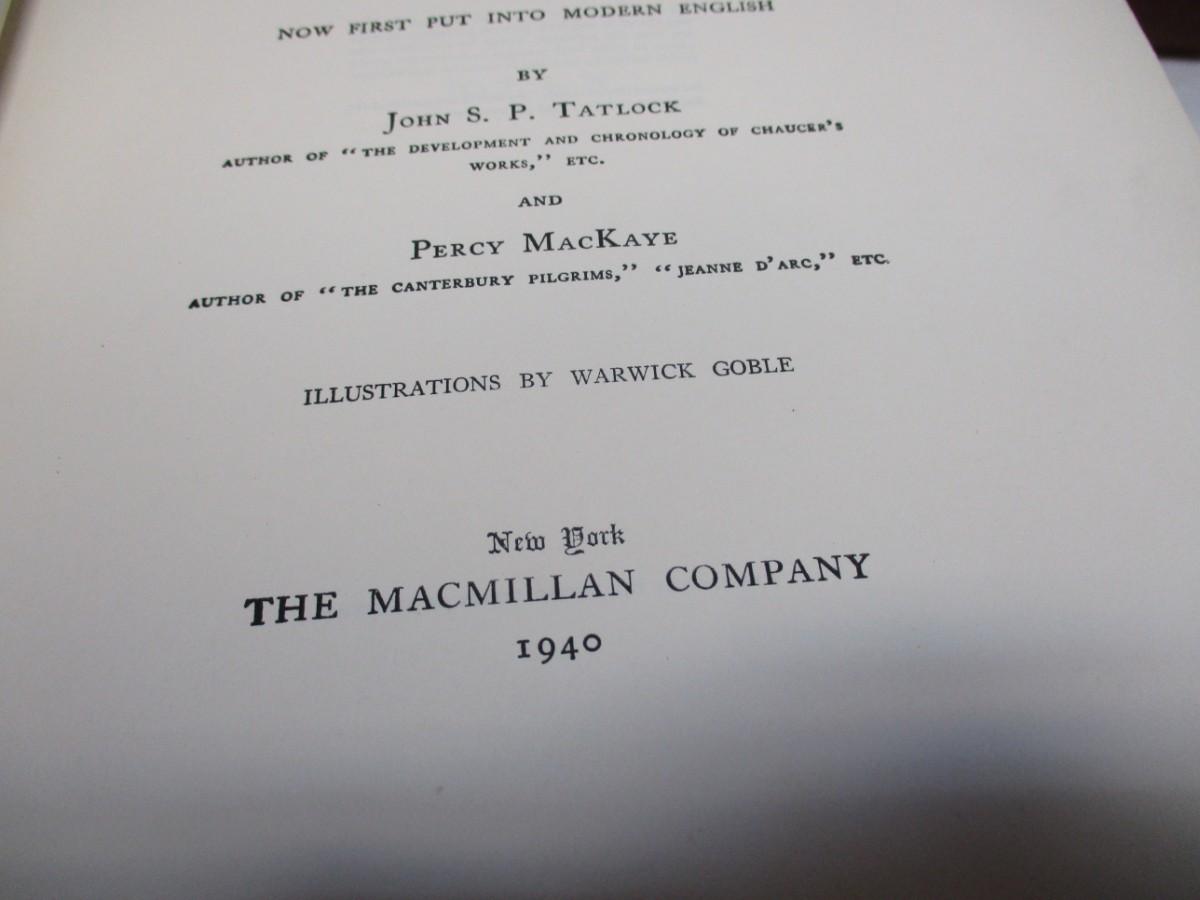 NOW FIRST PUT INTO MODERN ENGLISH
BY
JOHN S. P. TATLOCK
AUTHOR OF “THE DEVELOPMENT AND CHRONOLOGY OF CHAUCER'S
WORKS,” ETC.
AND
PERCY MACKAYE
AUTHOR OF “THE CANTERBURY PILGRIMS,” “JEANNE D'ARC,” ETC.
ILLUSTRATIONS BY WARWICK GOBLE
New York
THE MACMILLAN COMPANY
1940